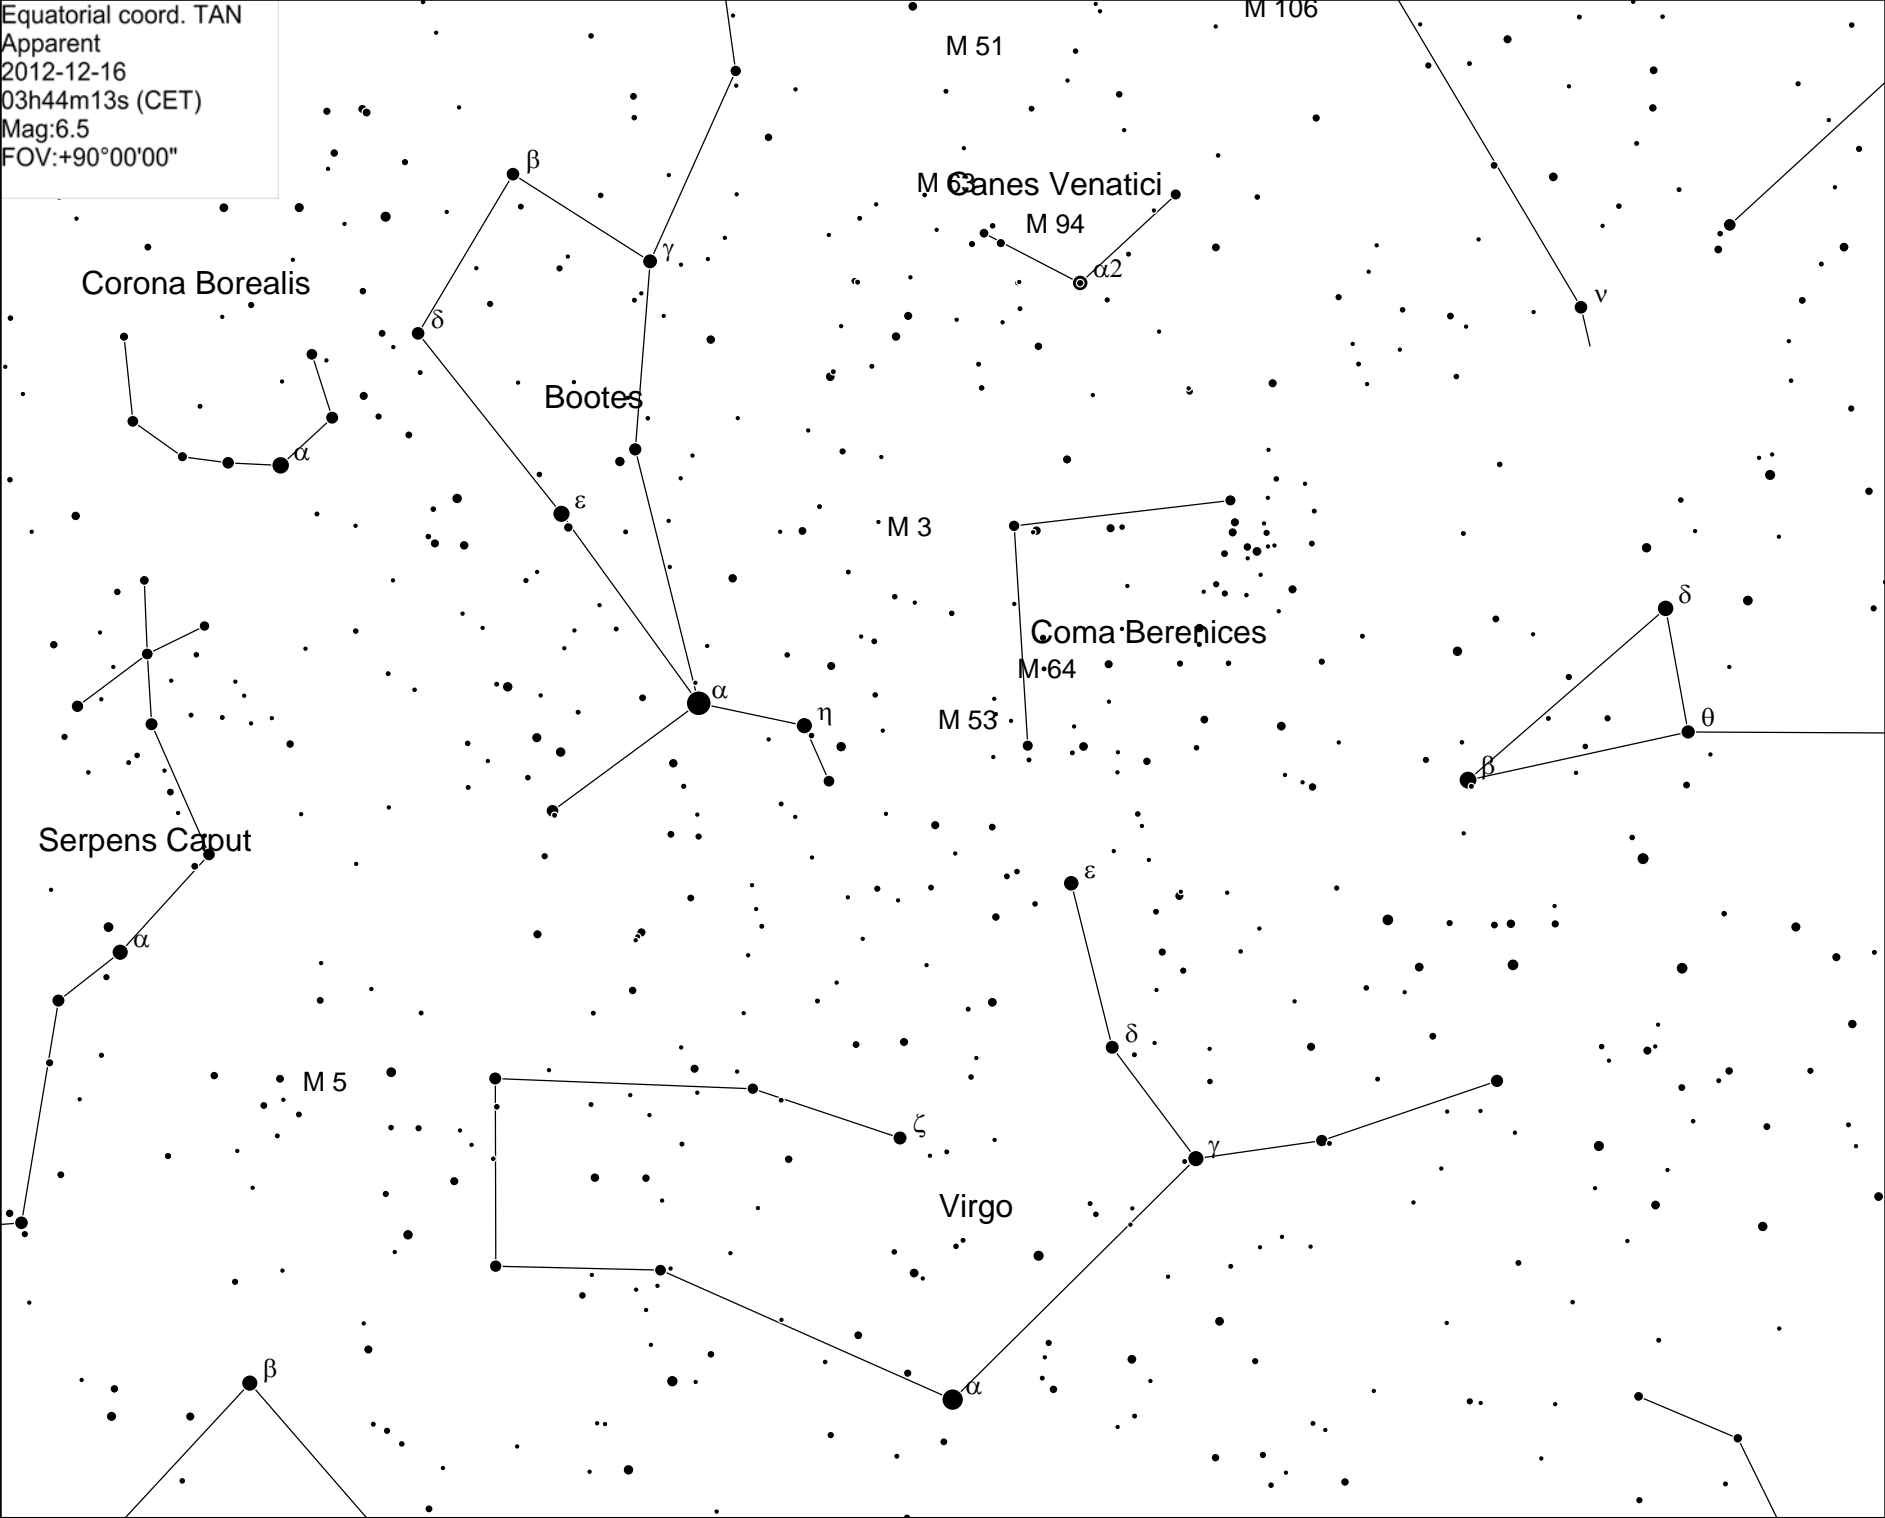 Equatorial coord. TAN
Apparent
2012-12-16
03h44m13s (CET)
Mag:6.5
FOV:+90°00'00"
M 106
M 51
β
M 63
Canes Venatici
M 94
γ
α2
Corona Borealis
ν
δ
Bootes
α
ε
M 3
δ
Coma Berenices
M 64
α
η
M 53
θ
β
Serpens Caput
ε
α
δ
M 5
ζ
γ
Virgo
β
α